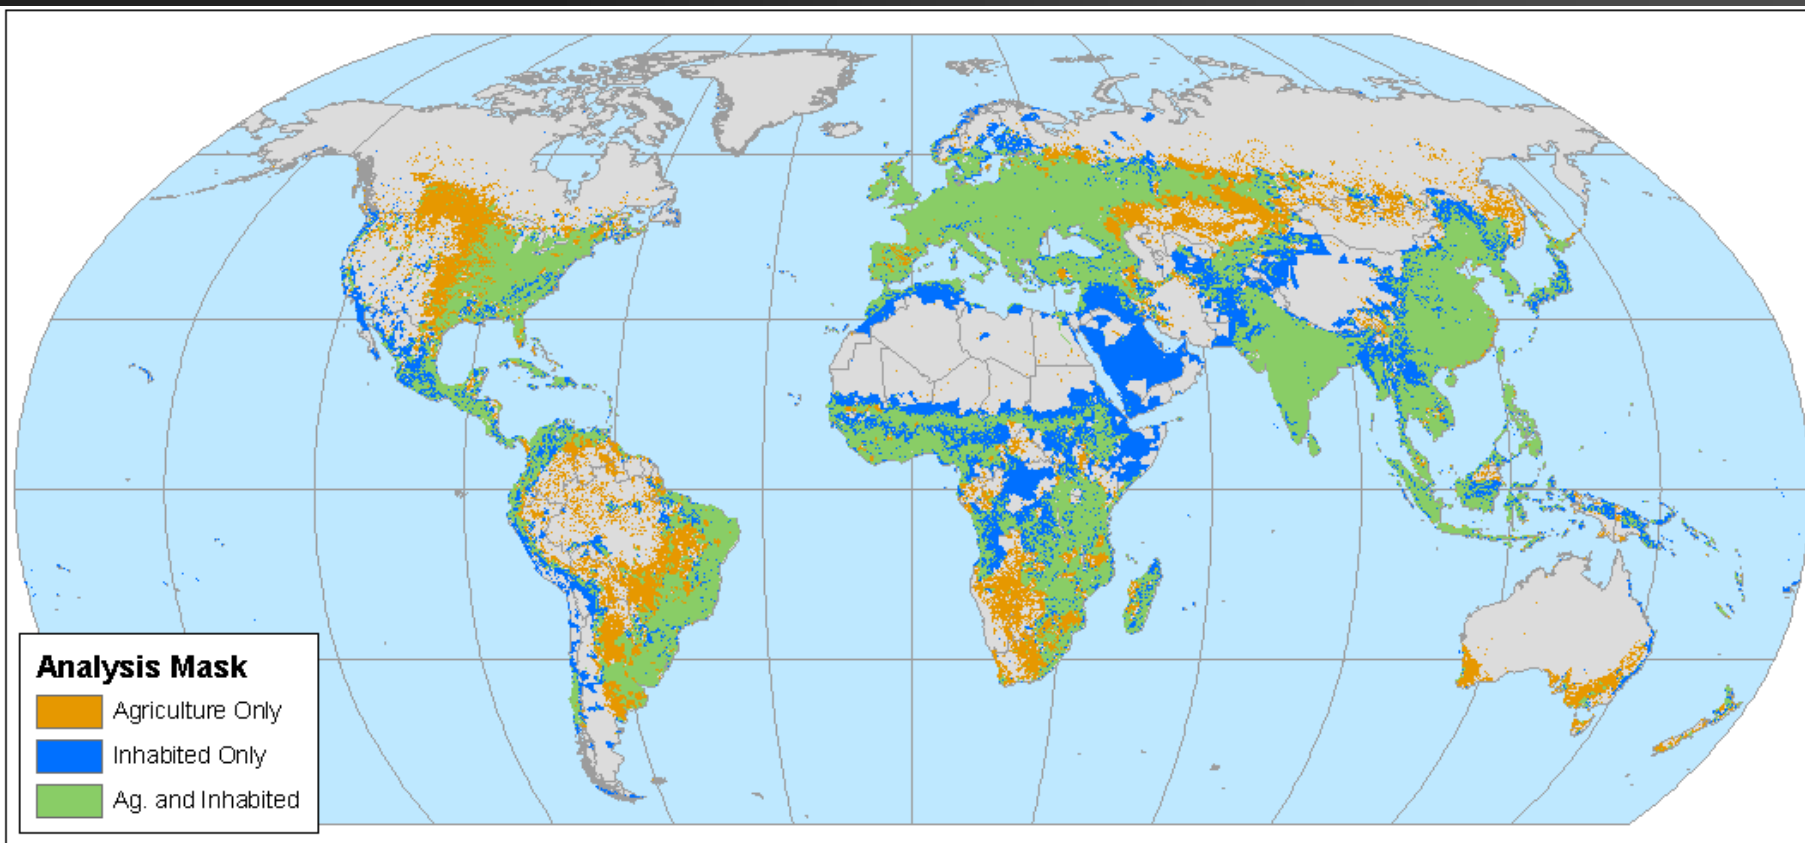 Analysis Mask
Agriculture Only
Inhabited Only
Ag. and Inhabited